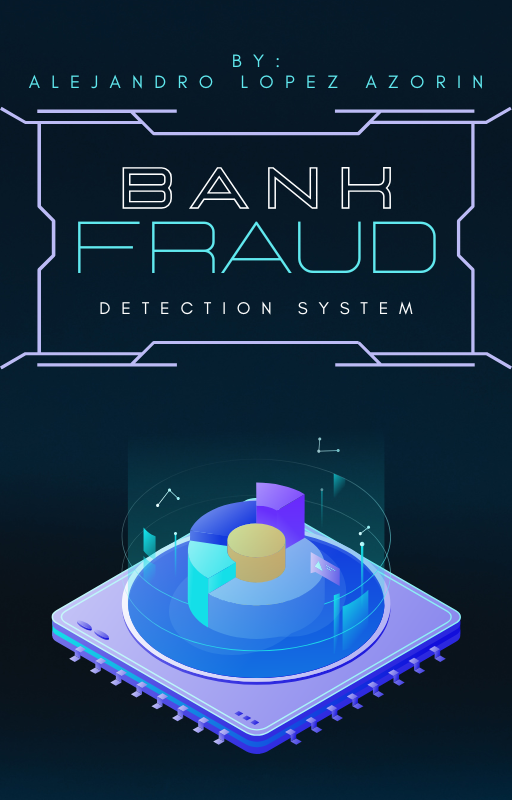 BY:
ALEJANDRO LOPEZ AZORIN
BANK
FRAUD
DETECTION SYSTEM